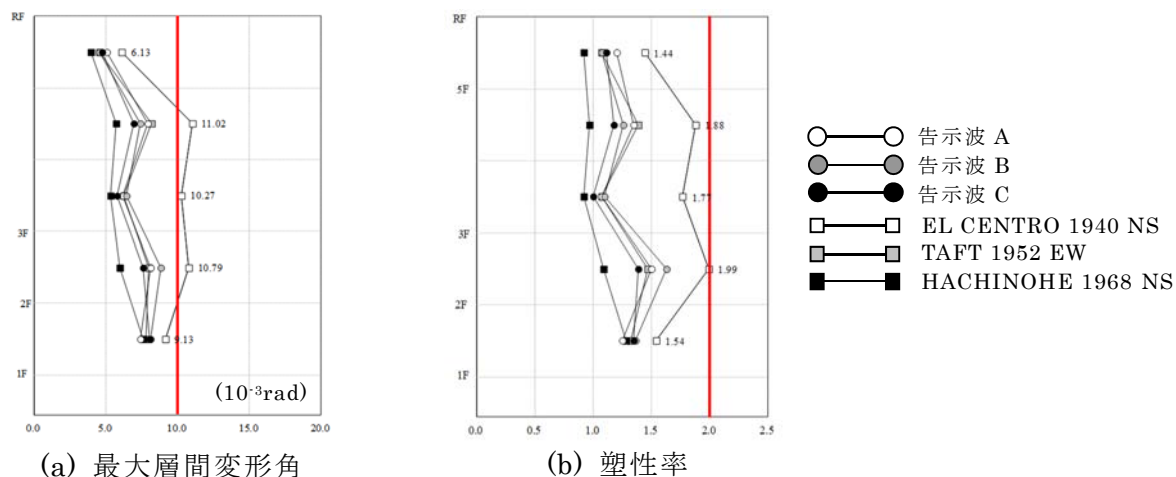 RF
6.13
11.02
10.27
3F
10.79
2F
9.13
1F
(10⁻³rad)
0.0 5.0 10.0 15.0 20.0
(a) 最大層間変形角
RF
1.44
5F
1.88
1.77
3F
1.99
2F
1.54
1F
0.0 0.5 1.0 1.5 2.0 2.5
(b) 塑性率
告示波 A
告示波 B
告示波 C
EL CENTRO 1940 NS
TAFT 1952 EW
HACHINOHE 1968 NS